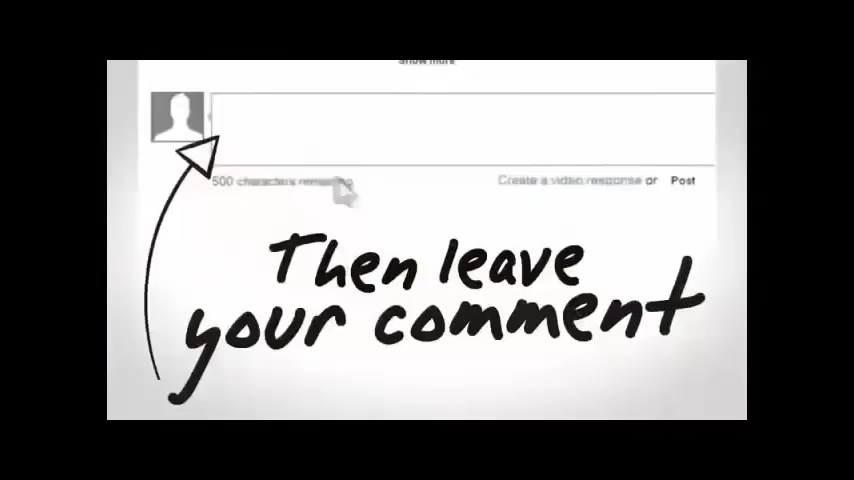 Show more
500 characters remaining
Create a video response or Post
Then leave
your comment